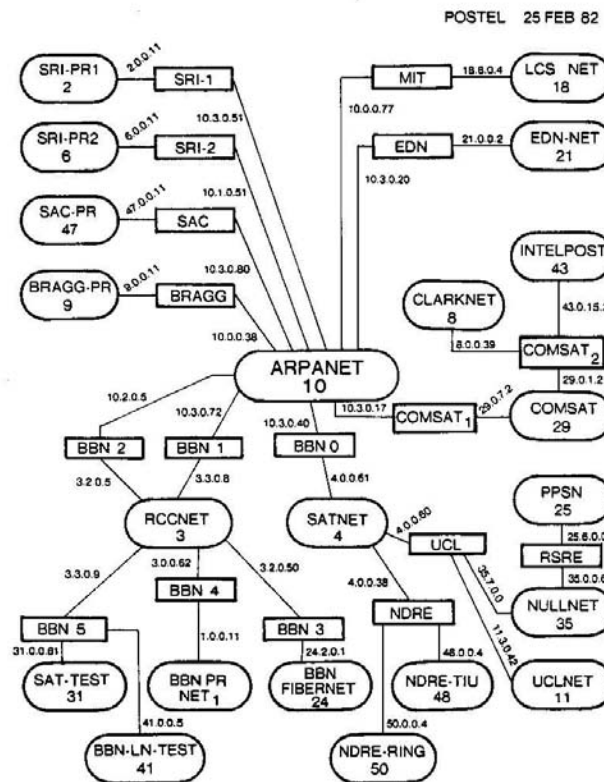 POSTEL 25 FEB 82
SRI-PR1
2
2.0.0.11
SRI-1
10.3.0.51
MIT
10.0.0.77
18.8.0.4
LCS NET
18
SRI-PR2
6
6.0.0.11
SRI-2
10.1.0.51
EDN
10.3.0.20
21.0.0.2
EDN-NET
21
SAC-PR
47
47.0.0.11
SAC
10.3.0.80
BRAGG-PR
9
9.0.0.11
BRAGG
10.0.0.38
INTELPOST
43
43.0.15.
CLARKNET
8
8.0.0.39
COMSAT2
29.0.1.2
COMSAT
29
ARPANET
10
10.3.0.17
COMSAT1
29.0.7.2
10.2.0.5
BBN 2
3.2.0.5
10.3.0.72
BBN 1
3.3.0.8
10.3.0.40
BBN 0
4.0.0.61
RCCNET
3
SATNET
4
4.0.0.60
UCL
PPSN
25
25.6.0.
RSRE
35.0.0.6
35.7.0.0
NULLNET
35
11.3.0.42
UCLNET
11
3.3.0.9
BBN 5
3.0.0.62
BBN 4
3.2.0.50
BBN 3
4.0.0.38
NDRE
31.0.0.61
SAT-TEST
31
1.0.0.11
BBN PR
NET1
24.2.0.1
BBN
FIBERNET
24
48.0.0.4
NDRE-TIU
48
41.0.0.5
BBN-LN-TEST
41
50.0.0.4
NDRE-RING
50